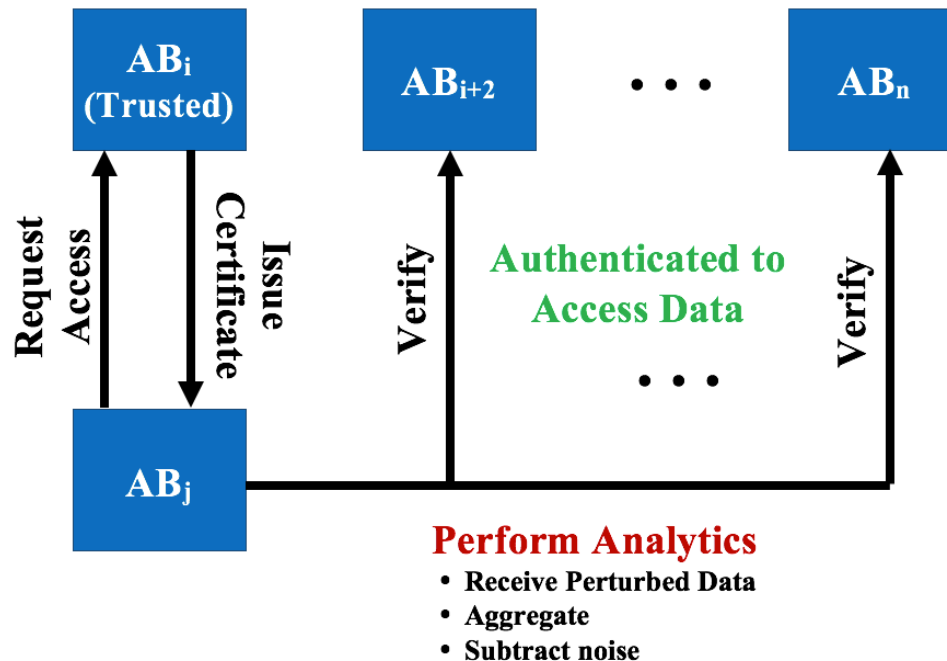 ABᵢ
(Trusted)
ABᵢ₊₂
• • •
ABₙ
Request
Access
Issue
Certificate
Verify
Authenticated to
Access Data
Verify
• • •
ABⱼ
Perform Analytics
• Receive Perturbed Data
• Aggregate
• Subtract noise